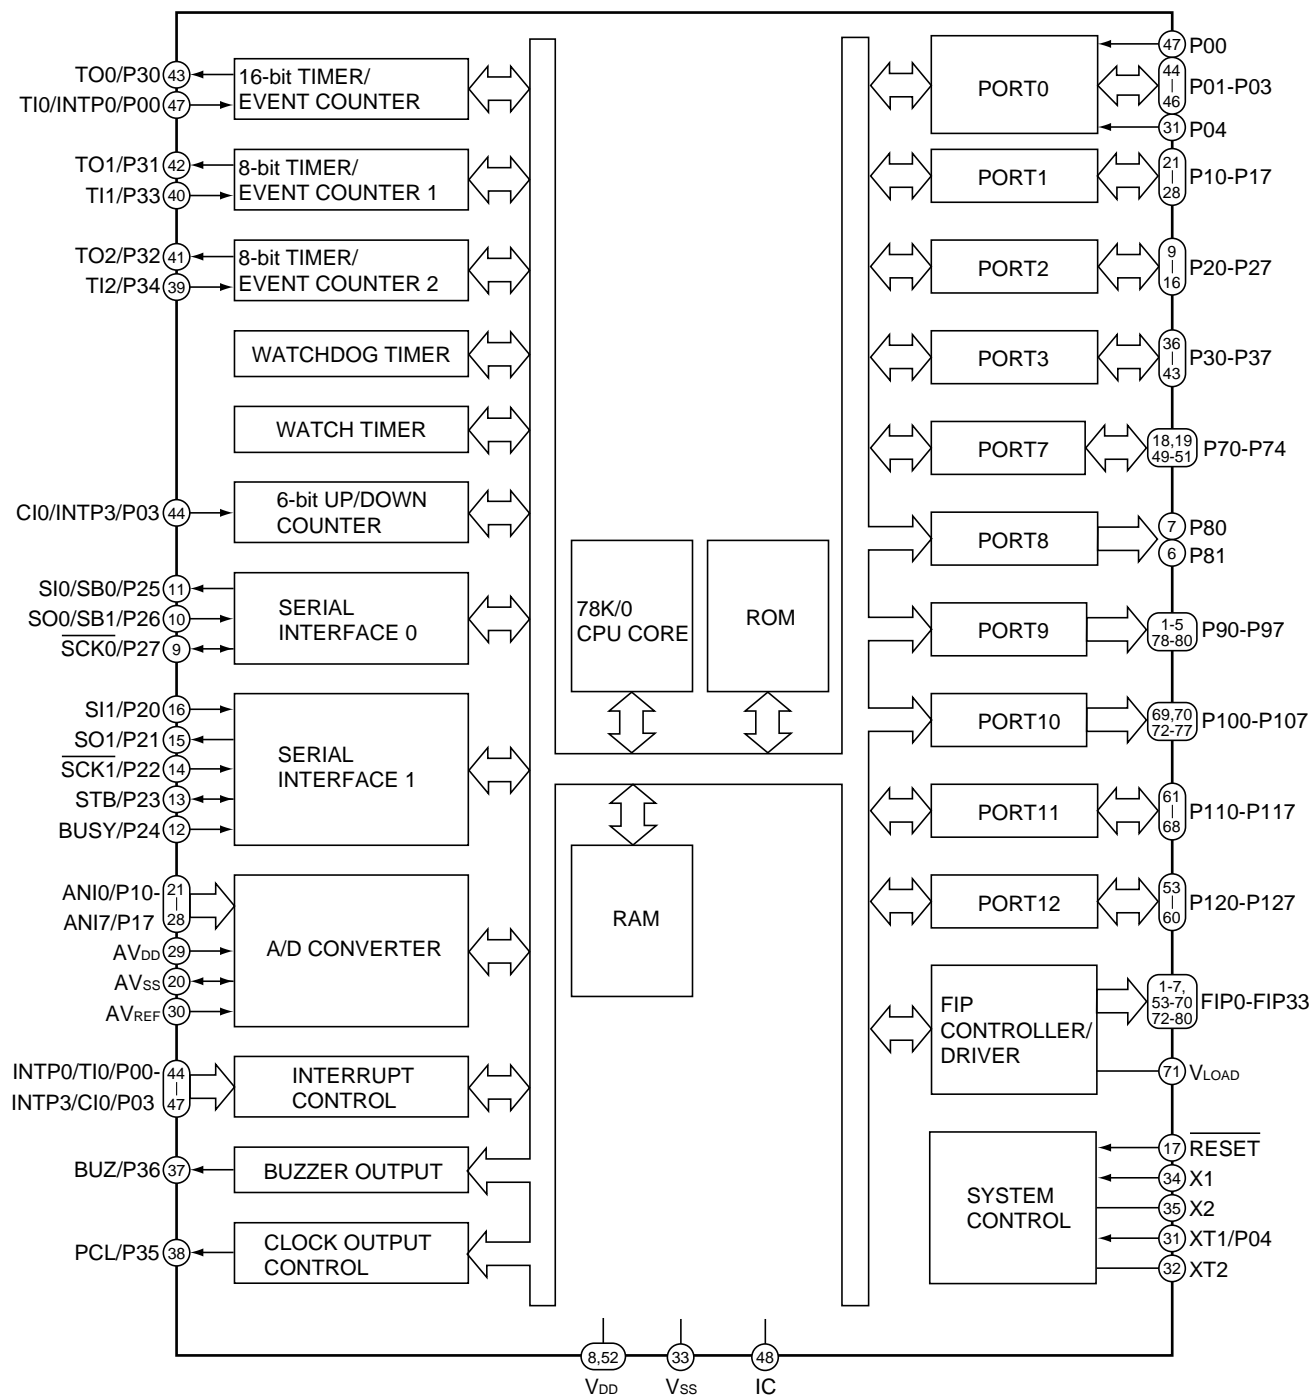 TO0/P30 43 16-bit TIMER/
TI0/INTP0/P00 47 EVENT COUNTER
TO1/P31 42 8-bit TIMER/
TI1/P33 40 EVENT COUNTER 1
TO2/P32 41 8-bit TIMER/
TI2/P34 39 EVENT COUNTER 2
WATCHDOG TIMER
WATCH TIMER
CI0/INTP3/P03 44
6-bit UP/DOWN
COUNTER
SI0/SB0/P25 11
SO0/SB1/P26 10
SCK0/P27 9
SERIAL
INTERFACE 0
SI1/P20 16
SO1/P21 15
SCK1/P22 14
STB/P23 13
BUSY/P24 12
SERIAL
INTERFACE 1
ANI0/P10- 21
|
ANI7/P17 28
AVDD 29
AVSS 20
AVREF 30
A/D CONVERTER
INTP0/TI0/P00- 44
|
INTP3/CI0/P03 47
INTERRUPT
CONTROL
BUZ/P36 37 BUZZER OUTPUT
PCL/P35 38
CLOCK OUTPUT
CONTROL
78K/0
CPU CORE
ROM
RAM
PORT0
47 P00
44
|
46
P01-P03
31 P04
PORT1
21
|
28
P10-P17
PORT2
9
|
16
P20-P27
PORT3
36
|
43
P30-P37
PORT7
18,19
49-51
P70-P74
PORT8
7 P80
6 P81
PORT9
1-5
78-80
P90-P97
PORT10
69,70
72-77
P100-P107
PORT11
61
|
68
P110-P117
PORT12
53
|
60
P120-P127
FIP
CONTROLLER/
DRIVER
1-7,
53-70
72-80
FIP0-FIP33
71 VLOAD
SYSTEM
CONTROL
17 RESET
34 X1
35 X2
31 XT1/P04
32 XT2
8,52 33 48
VDD VSS IC